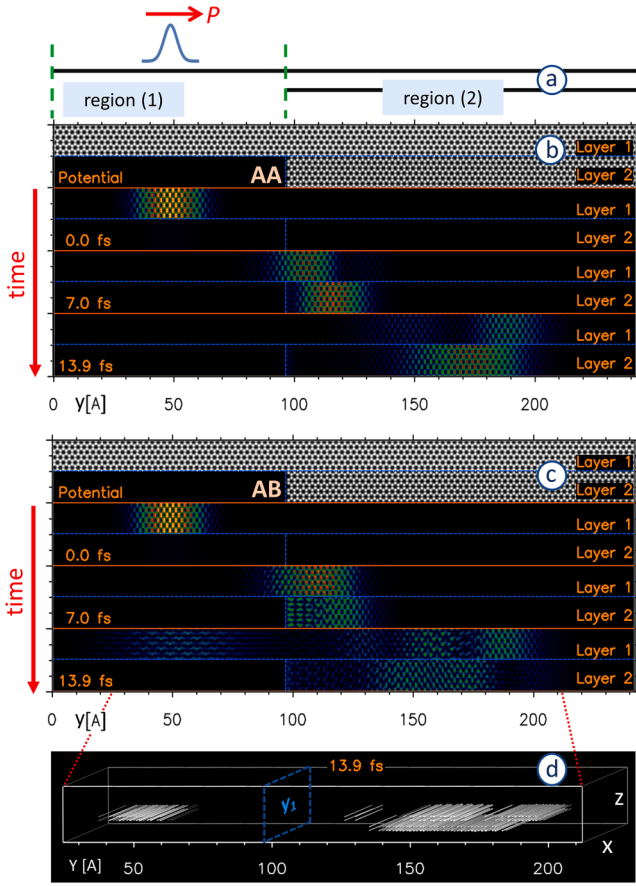 P
a
region (1)
region (2)
b
Layer 1
Potential
AA
Layer 2
Layer 1
0.0 fs
Layer 2
time
Layer 1
7.0 fs
Layer 2
Layer 1
13.9 fs
Layer 2
0 y[A] 50 100 150 200
Layer 1
c
Potential
AB
Layer 2
Layer 1
0.0 fs
Layer 2
time
Layer 1
7.0 fs
Layer 2
Layer 1
13.9 fs
Layer 2
0 y[A] 50 100 150 200
13.9 fs
d
y1
Z
X
Y [A] 50 100 150 200